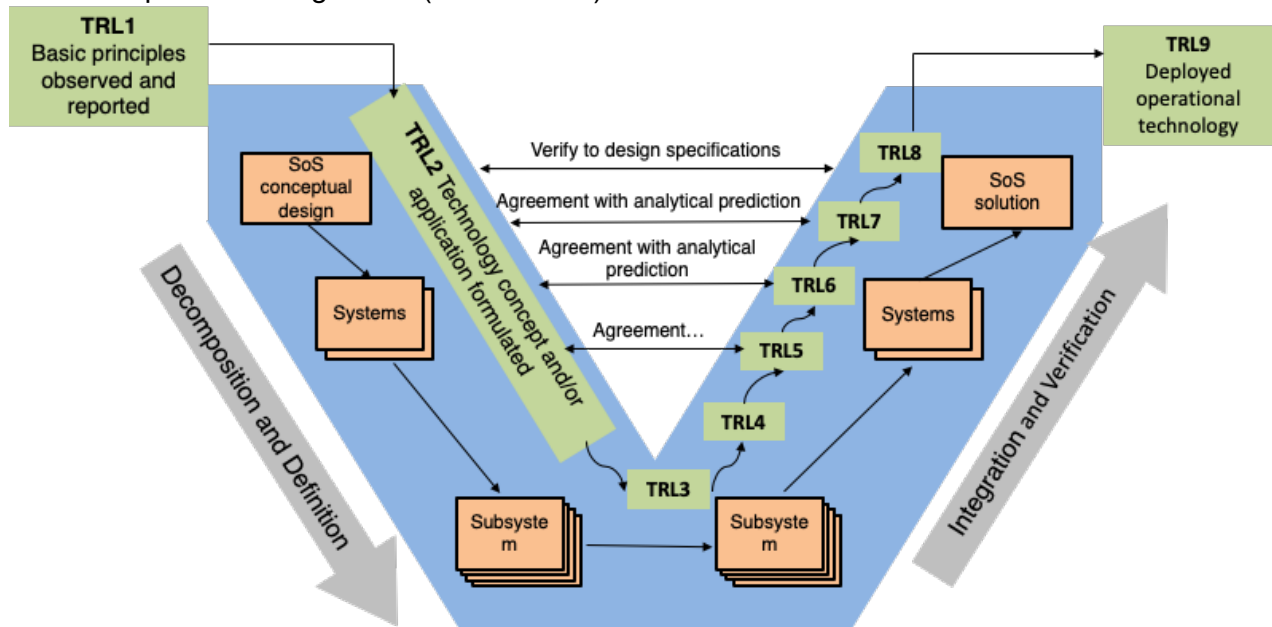 TRL1
Basic principles
observed and
reported
TRL9
Deployed
operational
technology
SoS
conceptual
design
Systems
Subsyste
m
TRL2 Technology concept and/or
application formulated
Verify to design specifications
Agreement with analytical prediction
Agreement with analytical
prediction
Agreement…
TRL3
TRL4
TRL5
TRL6
TRL7
TRL8
SoS
solution
Systems
Subsyste
m
Decomposition and Definition
Integration and Verification